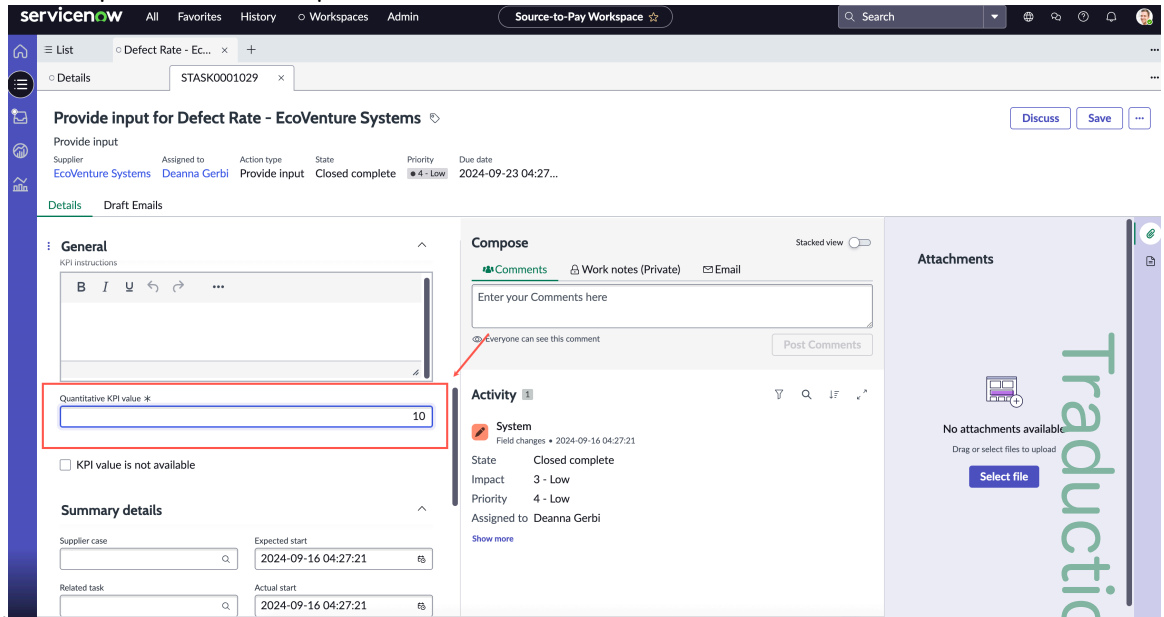 servicenow All Favorites History Workspaces Admin Source-to-Pay Workspace Search
List Defect Rate - Ec... × +
Details STASK0001029 ×
Provide input for Defect Rate - EcoVenture Systems
Discuss Save
Provide input
Supplier Assigned to Action type State Priority Due date
EcoVenture Systems Deanna Gerbi Provide input Closed complete 4 - Low 2024-09-23 04:27...
Details Draft Emails
General
KPI instructions
B I U
Quantitative KPI value *
10
KPI value is not available
Summary details
Supplier case Expected start
2024-09-16 04:27:21
Related task Actual start
2024-09-16 04:27:21
Compose Stacked view
Comments Work notes (Private) Email
Enter your Comments here
Everyone can see this comment
Post Comments
Activity 1
System
Field changes • 2024-09-16 04:27:21
State Closed complete
Impact 3 - Low
Priority 4 - Low
Assigned to Deanna Gerbi
Show more
Attachments
No attachments available
Drag or select files to upload
Select file